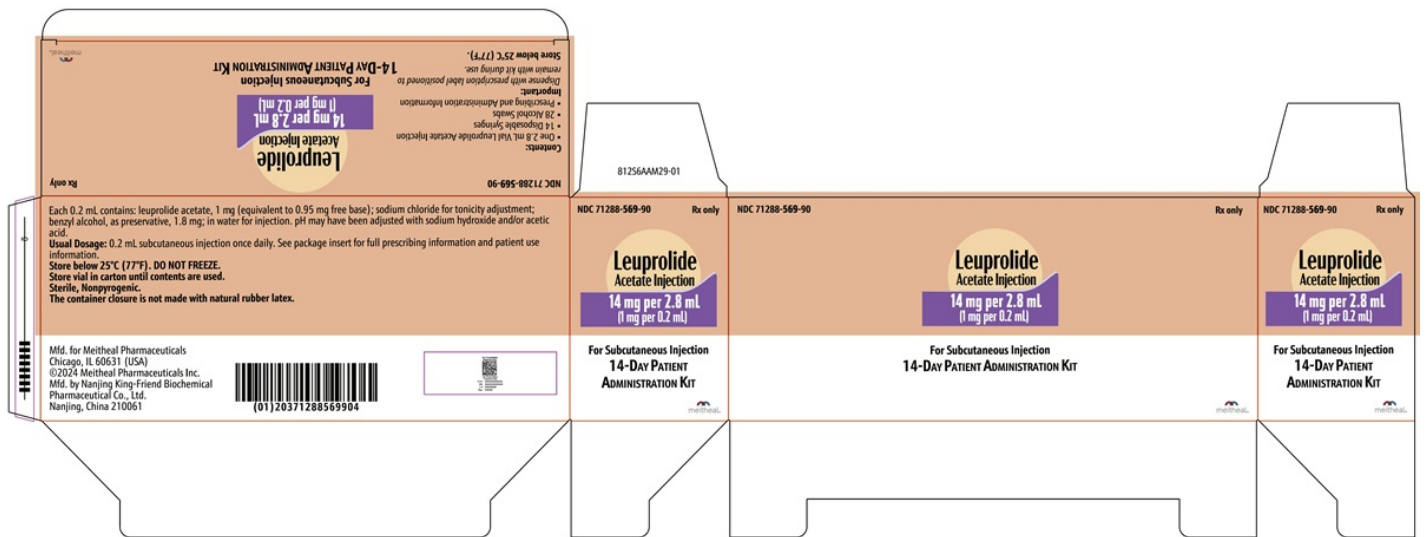 meitheal
Rx only
NDC 71288-569-90
Leuprolide
Acetate Injection
14 mg per 2.8 mL
(1 mg per 0.2 mL)
For Subcutaneous Injection
14-DAY PATIENT ADMINISTRATION KIT
Contents:
• One 2.8 mL Vial Leuprolide Acetate Injection
• 14 Disposable Syringes
• 28 Alcohol Swabs
• Prescribing and Administration Information
Important:
Dispense with prescription label positioned to
remain with kit during use.
Store below 25°C (77°F).
Each 0.2 mL contains: leuprolide acetate, 1 mg (equivalent to 0.95 mg free base); sodium chloride for tonicity adjustment;
benzyl alcohol, as preservative, 1.8 mg; in water for injection. pH may have been adjusted with sodium hydroxide and/or acetic
acid.
Usual Dosage: 0.2 mL subcutaneous injection once daily. See package insert for full prescribing information and patient use
information.
Store below 25°C (77°F). DO NOT FREEZE.
Store vial in carton until contents are used.
Sterile, Nonpyrogenic.
The container closure is not made with natural rubber latex.
Mfd. for Meitheal Pharmaceuticals
Chicago, IL 60631 (USA)
©2024 Meitheal Pharmaceuticals Inc.
Mfd. by Nanjing King-Friend Biochemical
Pharmaceutical Co., Ltd.
Nanjing, China 210061
(01)20371288569904
812S6AAM29-01
NDC 71288-569-90 Rx only
Leuprolide
Acetate Injection
14 mg per 2.8 mL
(1 mg per 0.2 mL)
For Subcutaneous Injection
14-DAY PATIENT
ADMINISTRATION KIT
meitheal
NDC 71288-569-90 Rx only
Leuprolide
Acetate Injection
14 mg per 2.8 mL
(1 mg per 0.2 mL)
For Subcutaneous Injection
14-DAY PATIENT ADMINISTRATION KIT
meitheal
NDC 71288-569-90 Rx only
Leuprolide
Acetate Injection
14 mg per 2.8 mL
(1 mg per 0.2 mL)
For Subcutaneous Injection
14-DAY PATIENT
ADMINISTRATION KIT
meitheal